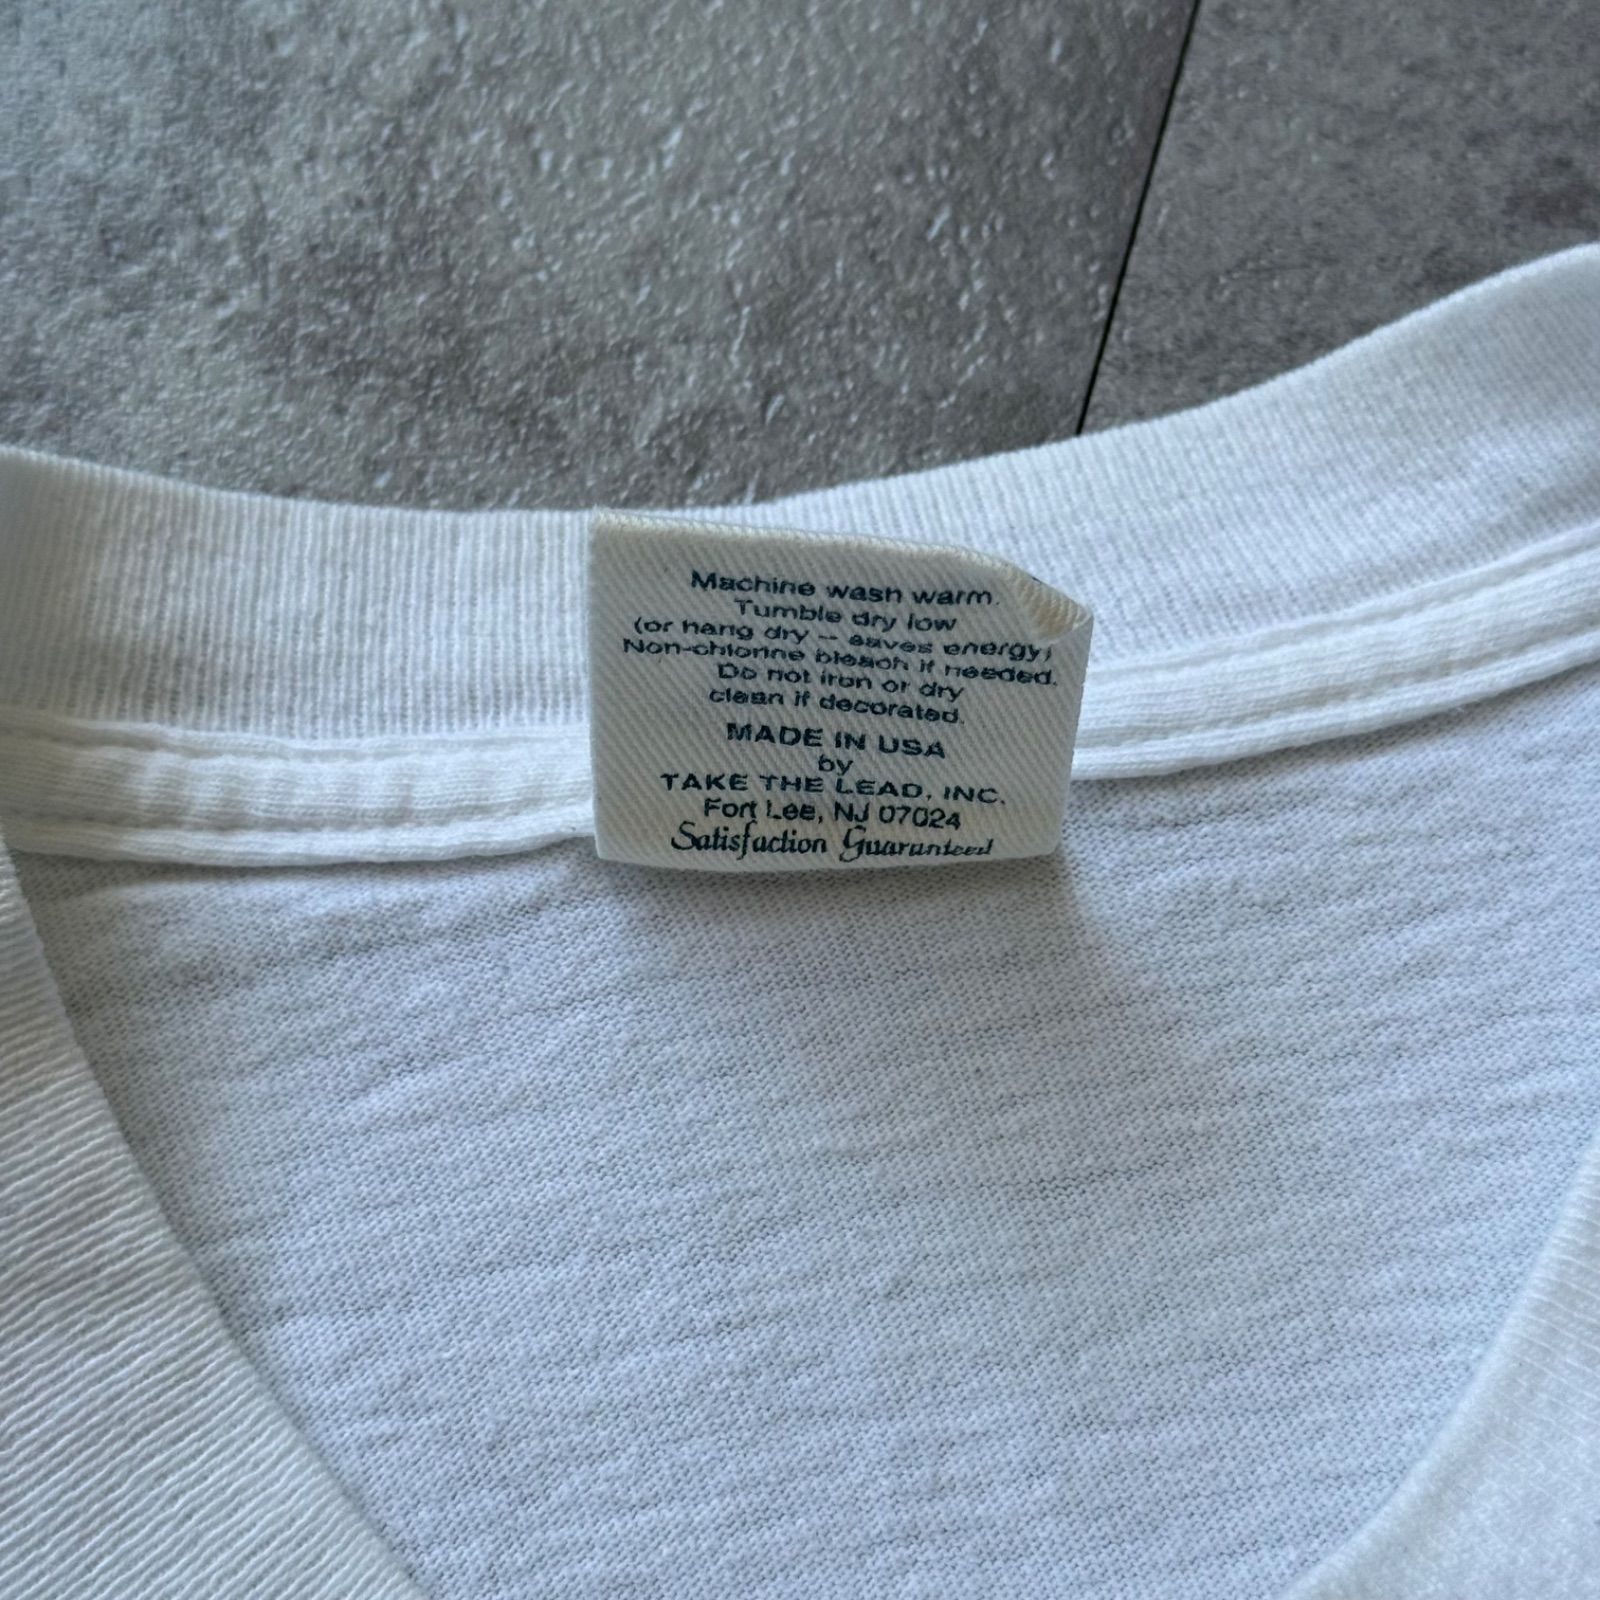 Machine wash warm.
Tumble dry low
(or hang dry -- saves energy)
Non-chlorine bleach if needed.
Do not iron or dry
clean if decorated.
MADE IN USA
by
TAKE THE LEAD, INC.
Fort Lee, NJ 07024
Satisfaction Guaranteed